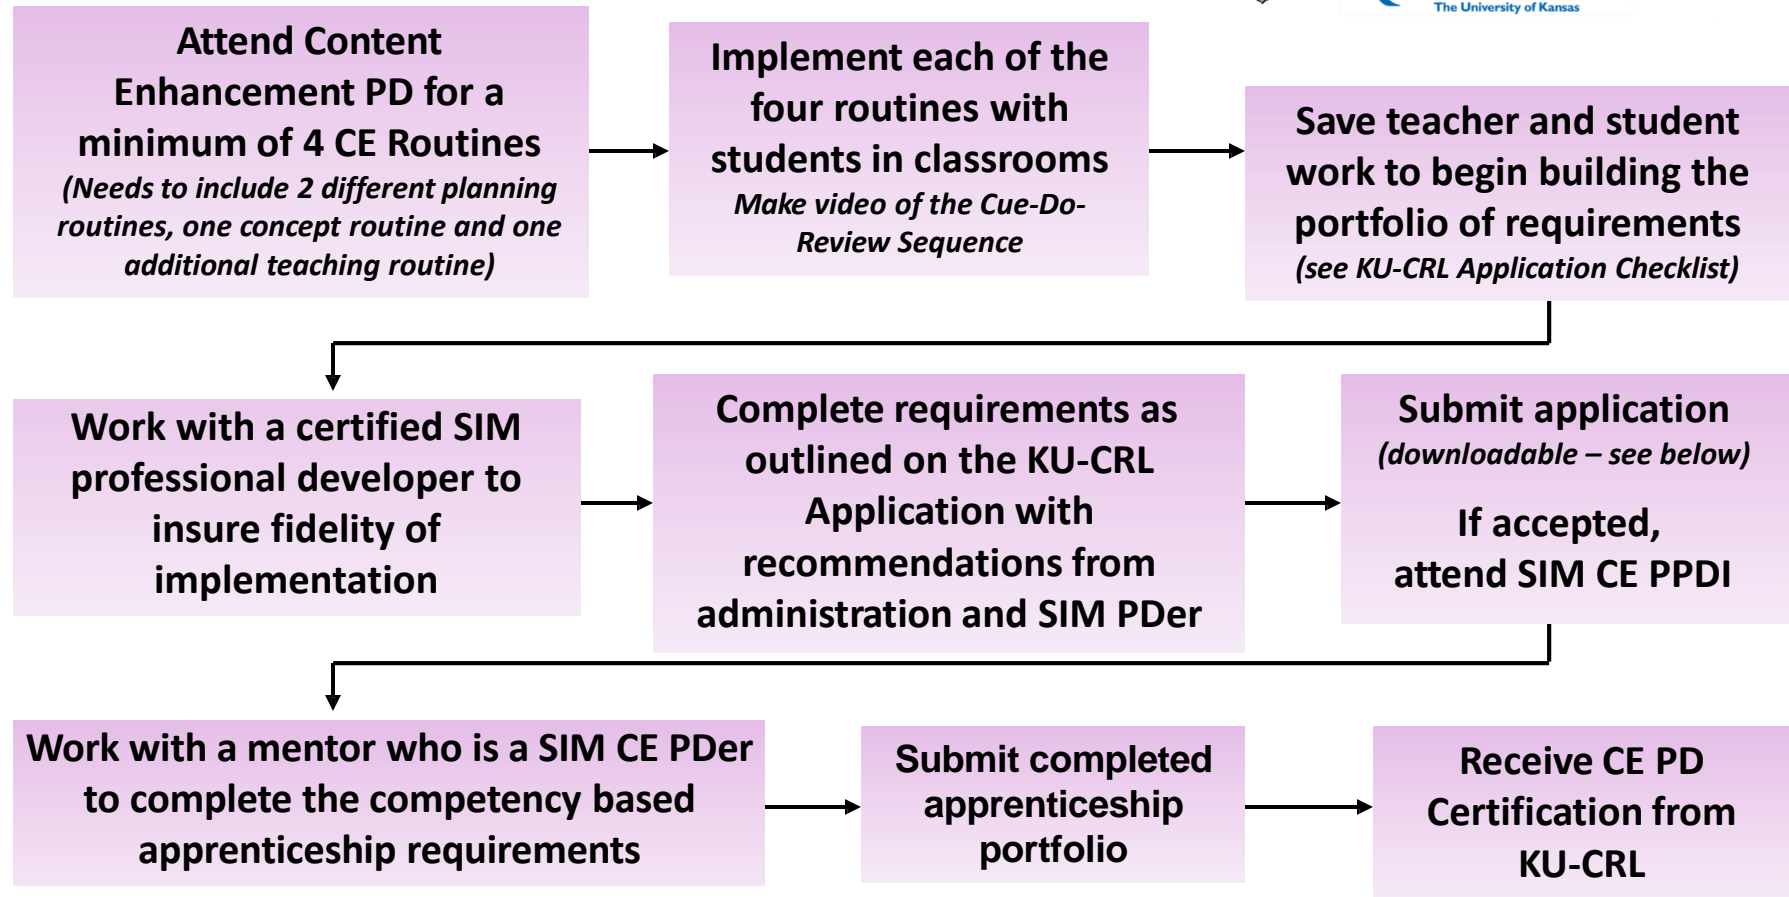 The University of Kansas
Attend Content
Enhancement PD for a
minimum of 4 CE Routines
(Needs to include 2 different planning
routines, one concept routine and one
additional teaching routine)
Implement each of the
four routines with
students in classrooms
Make video of the Cue-Do-
Review Sequence
Save teacher and student
work to begin building the
portfolio of requirements
(see KU-CRL Application Checklist)
Work with a certified SIM
professional developer to
insure fidelity of
implementation
Complete requirements as
outlined on the KU-CRL
Application with
recommendations from
administration and SIM PDer
Submit application
(downloadable – see below)
If accepted,
attend SIM CE PPDI
Work with a mentor who is a SIM CE PDer
to complete the competency based
apprenticeship requirements
Submit completed
apprenticeship
portfolio
Receive CE PD
Certification from
KU-CRL